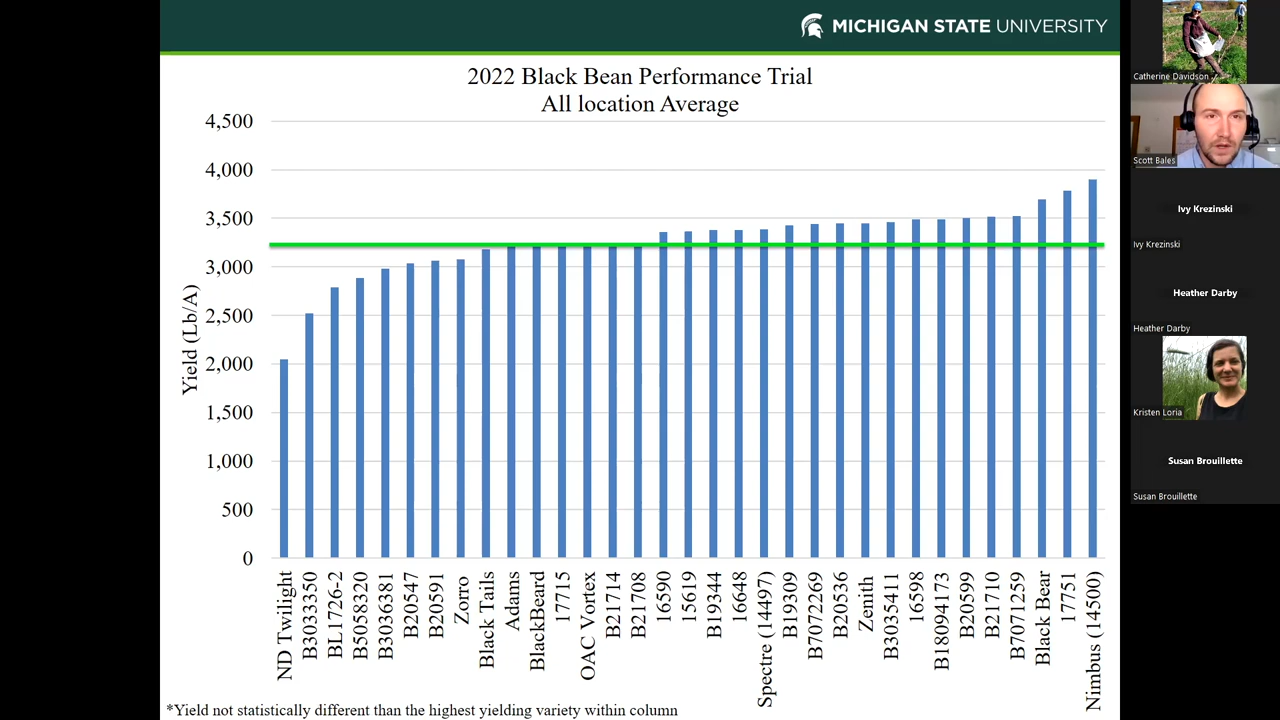 MICHIGAN STATE UNIVERSITY
2022 Black Bean Performance Trial
All location Average
Yield (Lb/A)
4,500
4,000
3,500
3,000
2,500
2,000
1,500
1,000
500
0
ND Twilight
B3033350
BL1726-2
B5058320
B3036381
B20547
B20591
Zorro
Black Tails
Adams
BlackBeard
17715
OAC Vortex
B21714
B21708
16590
15619
B19344
16648
Spectre (14497)
B19309
B7072269
B20536
Zenith
B3035411
16598
B18094173
B20599
B21710
B7071259
Black Bear
17751
Nimbus (14500)
*Yield not statistically different than the highest yielding variety within column
Catherine Davidson
Scott Bales
Ivy Krezinski
Ivy Krezinski
Heather Darby
Heather Darby
Kristen Loria
Susan Brouillette
Susan Brouillette